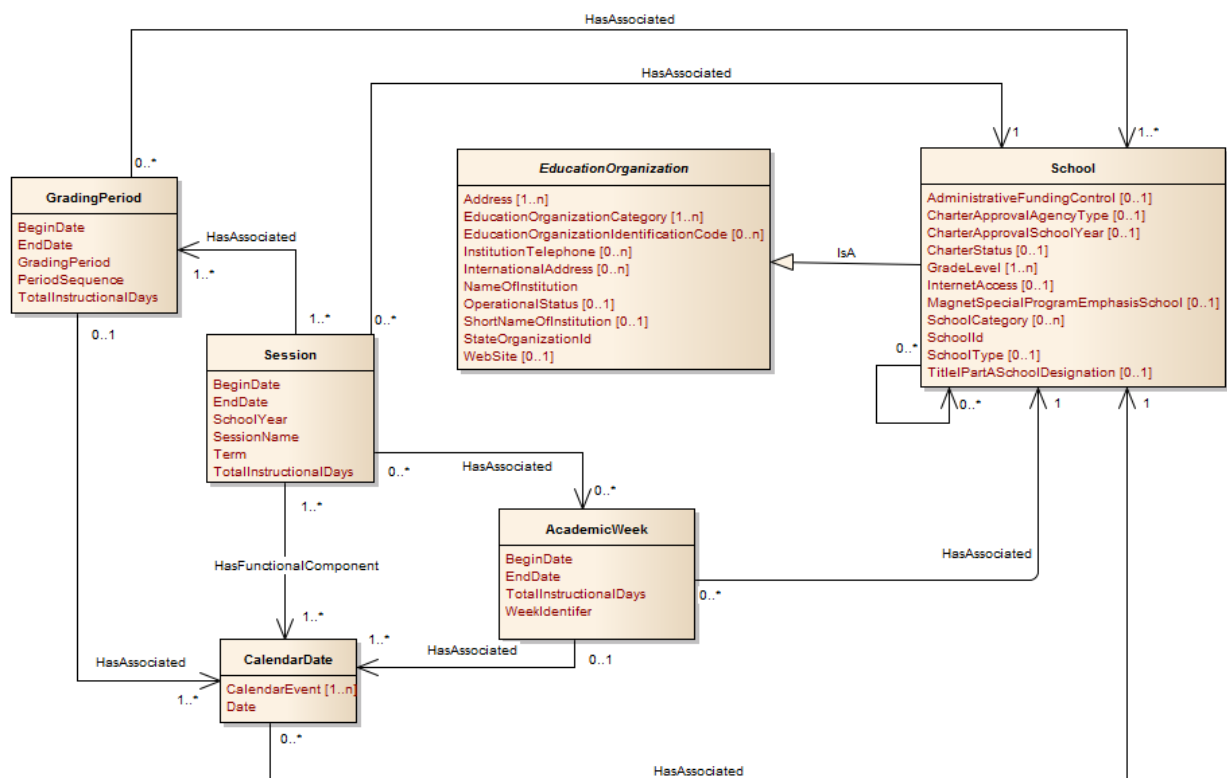 HasAssociated
HasAssociated
1
1..*
0..*
GradingPeriod
BeginDate
EndDate
GradingPeriod
PeriodSequence
TotalInstructionalDays
HasAssociated
1..*
0..1
1..*
0..*
EducationOrganization
Address [1..n]
EducationOrganizationCategory [1..n]
EducationOrganizationIdentificationCode [0..n]
InstitutionTelephone [0..n]
InternationalAddress [0..n]
NameOfInstitution
OperationalStatus [0..1]
ShortNameOfInstitution [0..1]
StateOrganizationId
WebSite [0..1]
IsA
School
AdministrativeFundingControl [0..1]
CharterApprovalAgencyType [0..1]
CharterApprovalSchoolYear [0..1]
CharterStatus [0..1]
GradeLevel [1..n]
InternetAccess [0..1]
MagnetSpecialProgramEmphasisSchool [0..1]
SchoolCategory [0..n]
SchoolId
SchoolType [0..1]
TitleIPartASchoolDesignation [0..1]
0..*
0..*
1
1
Session
BeginDate
EndDate
SchoolYear
SessionName
Term
TotalInstructionalDays
0..*
HasAssociated
0..*
1..*
HasFunctionalComponent
1..*
AcademicWeek
BeginDate
EndDate
TotalInstructionalDays
WeekIdentifer
0..*
HasAssociated
0..1
HasAssociated
1..*
HasAssociated
1..*
CalendarDate
CalendarEvent [1..n]
Date
0..*
HasAssociated